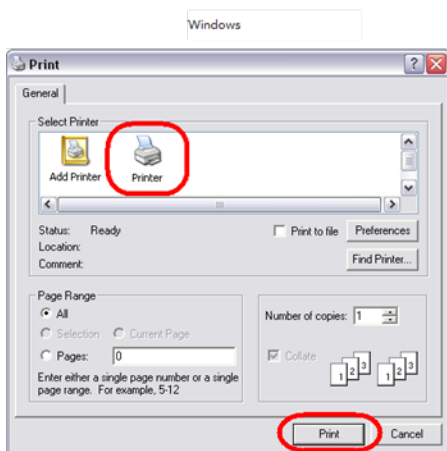 Windows
Print
General
Select Printer
Add Printer
Printer
Status: Ready
Print to file
Preferences
Location:
Comment:
Find Printer...
Page Range
All
Selection
Current Page
Pages: 0
Enter either a single page number or a single
page range. For example, 5-12
Number of copies: 1
Collate
1 2 3 1 2 3
Print
Cancel